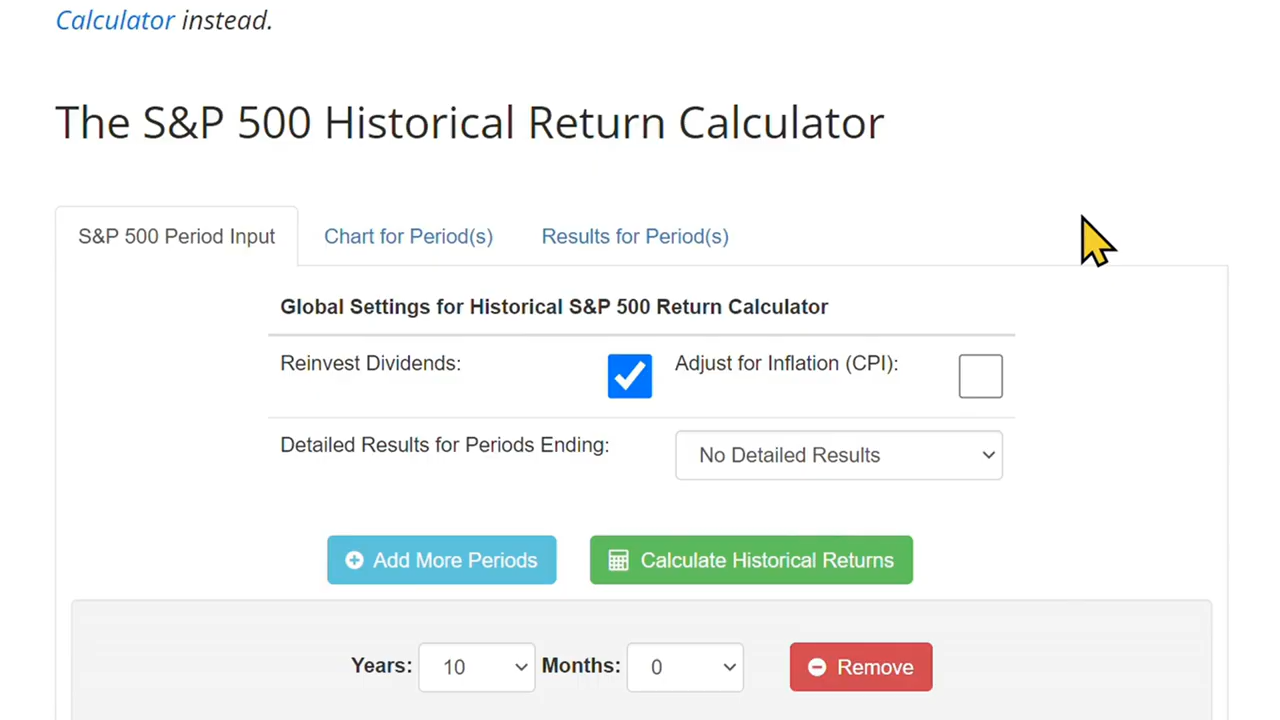 Calculator instead.
The S&P 500 Historical Return Calculator
S&P 500 Period Input Chart for Period(s) Results for Period(s)
Global Settings for Historical S&P 500 Return Calculator
Reinvest Dividends: Adjust for Inflation (CPI):
Detailed Results for Periods Ending: No Detailed Results
Add More Periods Calculate Historical Returns
Years: 10 Months: 0 Remove